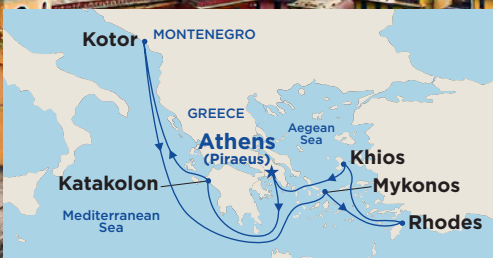 Kotor
MONTENEGRO
GREECE
Athens
(Piraeus)
Aegean
Sea
Khios
Katakolon
Mykonos
Mediterranean
Sea
Rhodes